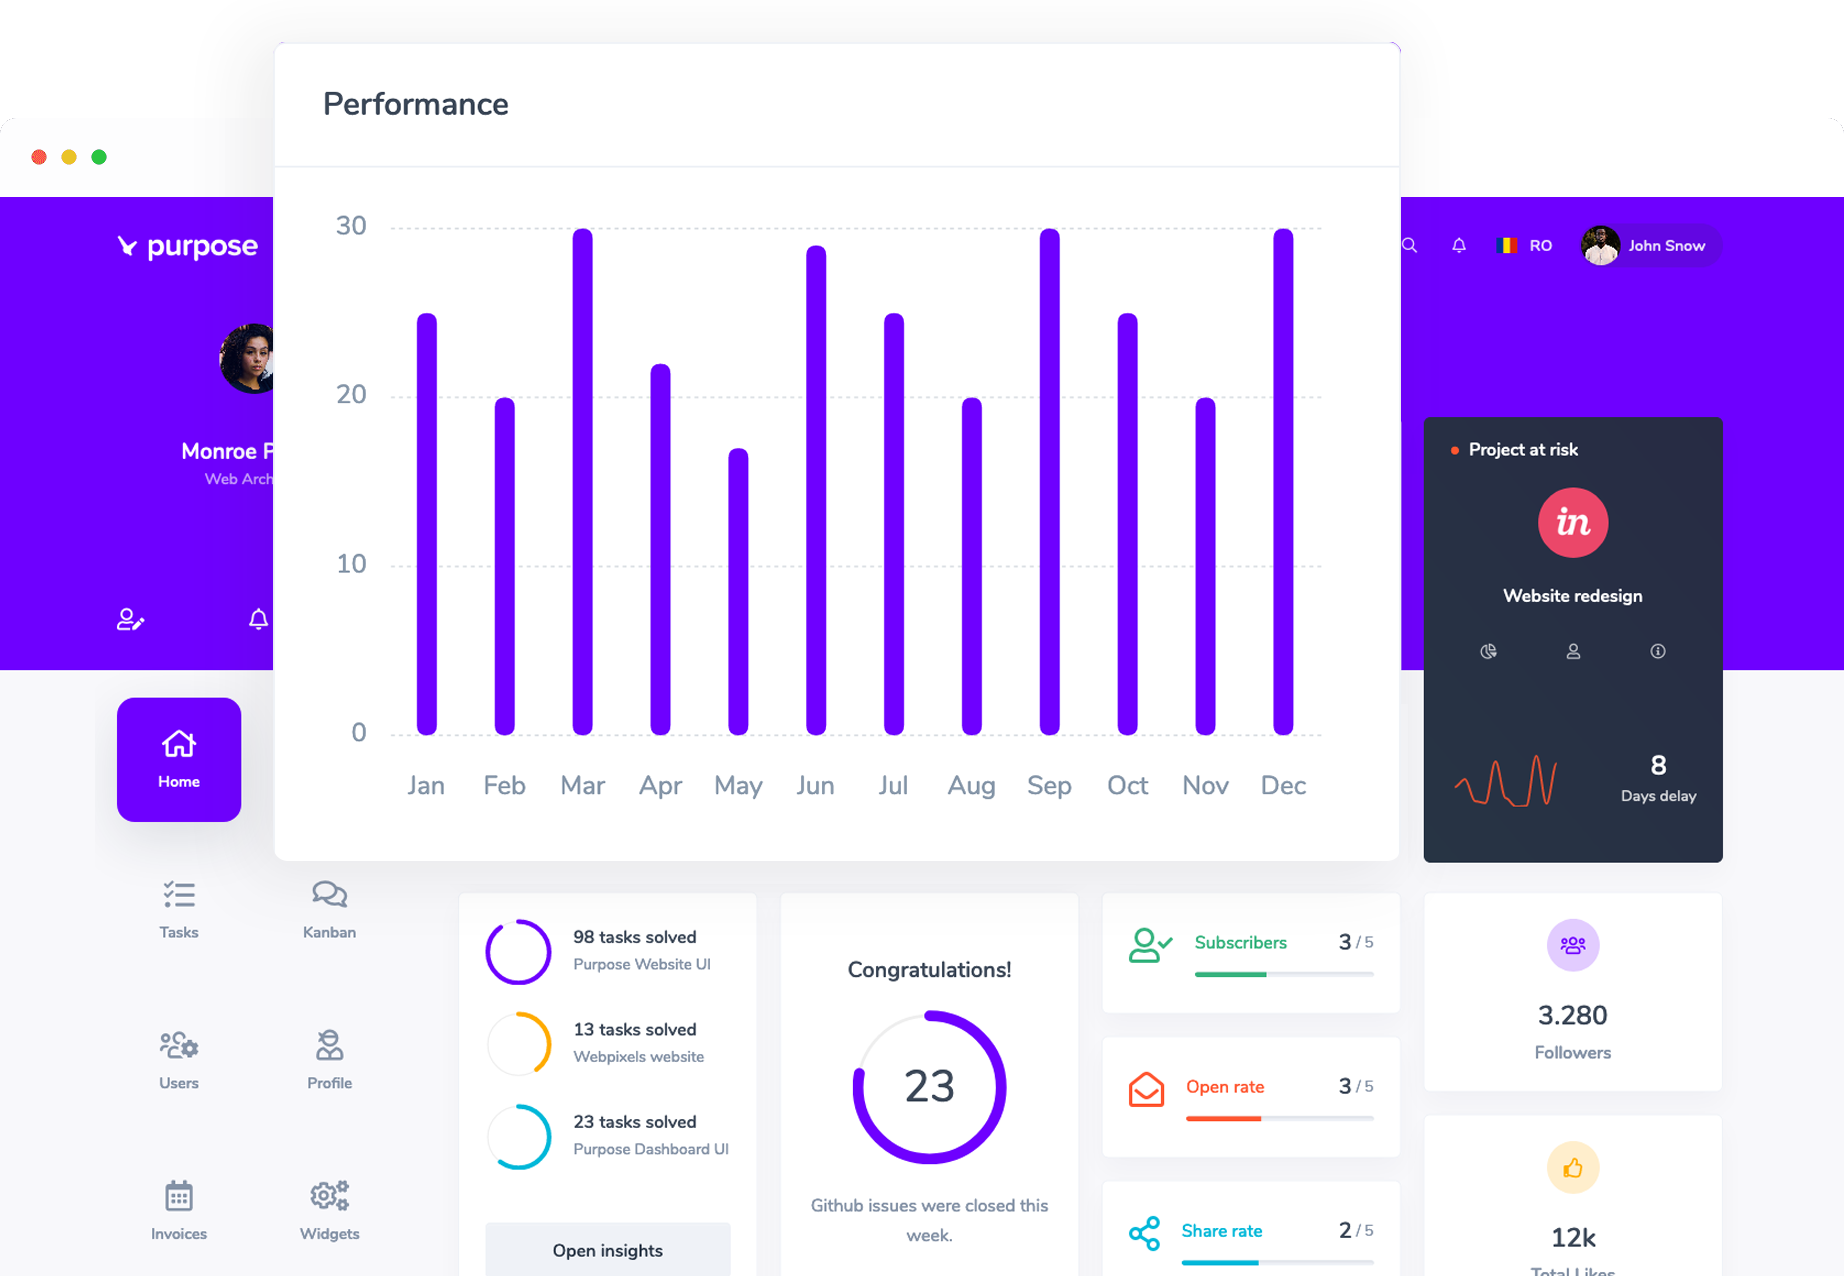 Performance
purpose
RO
John Snow
Monroe P
Web Arch
30
20
10
0
Jan Feb Mar Apr May Jun Jul Aug Sep Oct Nov Dec
Project at risk
in
Website redesign
8
Days delay
Home
Tasks
Kanban
Users
Profile
Invoices
Widgets
98 tasks solved
Purpose Website UI
13 tasks solved
Webpixels website
23 tasks solved
Purpose Dashboard UI
Open insights
Congratulations!
23
Github issues were closed this
week.
Subscribers 3 / 5
Open rate 3 / 5
Share rate 2 / 5
3.280
Followers
12k
Total Likes